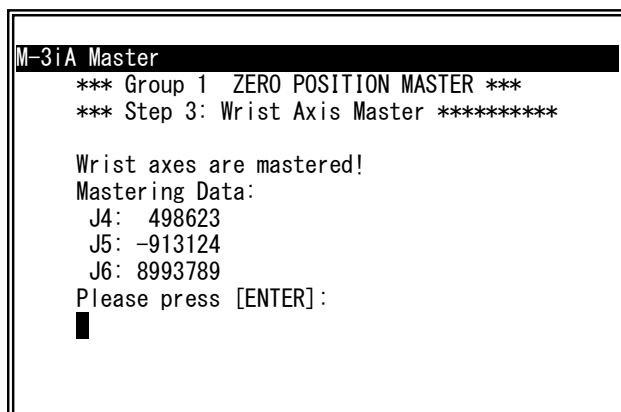 M-3iA Master
*** Group 1  ZERO POSITION MASTER ***
*** Step 3: Wrist Axis Master **********
Wrist axes are mastered!
Mastering Data:
J4:  498623
J5: -913124
J6: 8993789
Please press [ENTER]: